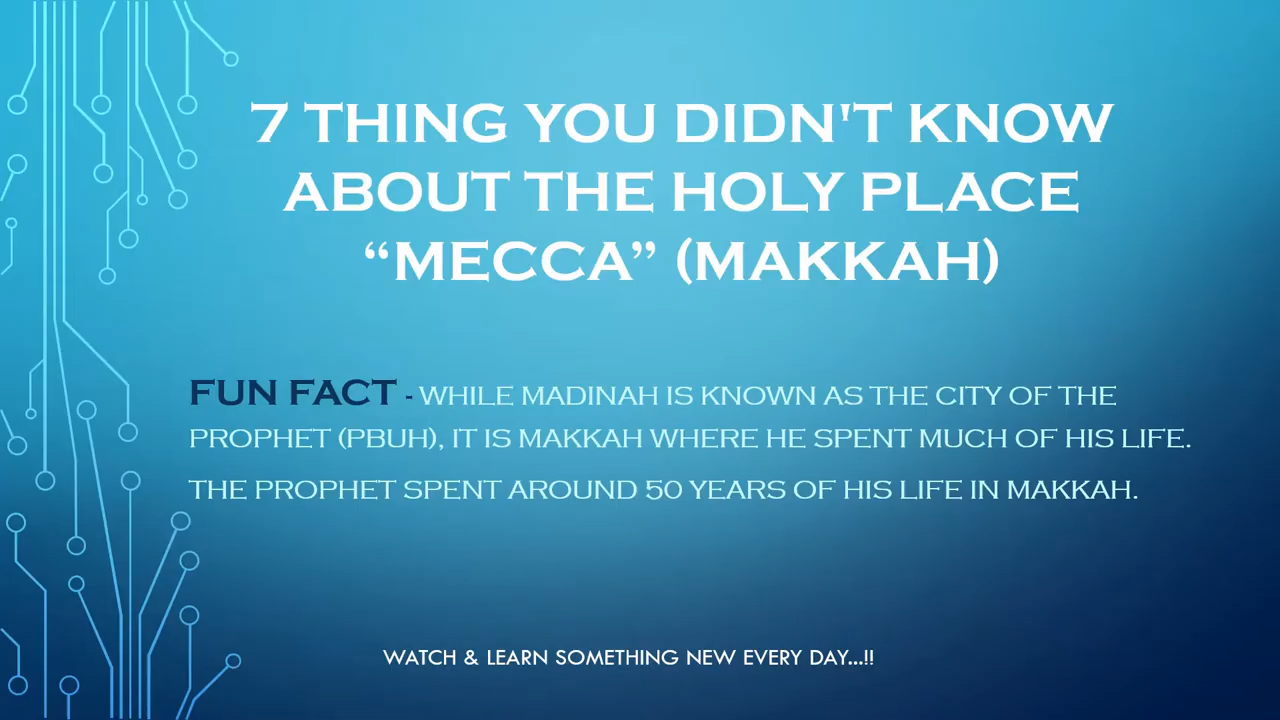 7 THING YOU DIDN'T KNOW
ABOUT THE HOLY PLACE
“MECCA” (MAKKAH)
FUN FACT - WHILE MADINAH IS KNOWN AS THE CITY OF THE
PROPHET (PBUH), IT IS MAKKAH WHERE HE SPENT MUCH OF HIS LIFE.
THE PROPHET SPENT AROUND 50 YEARS OF HIS LIFE IN MAKKAH.
WATCH & LEARN SOMETHING NEW EVERY DAY...!!